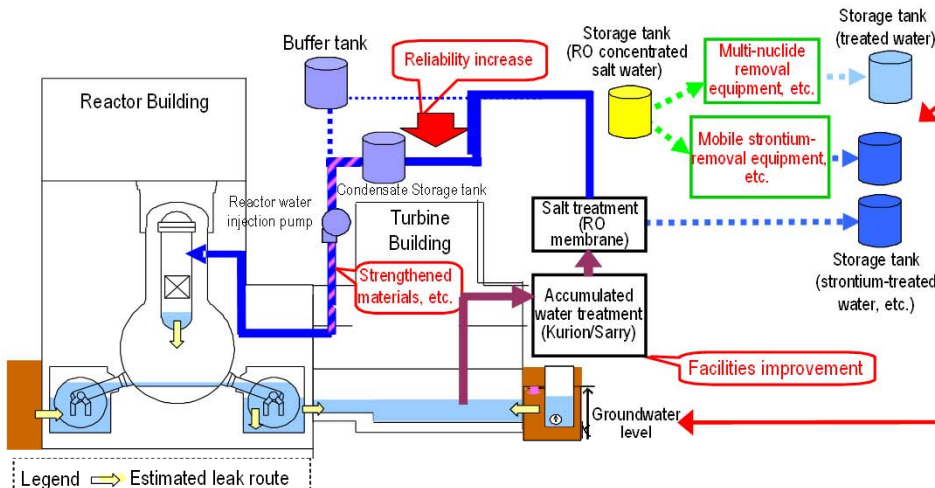 Storage tank
(treated water)
Storage tank
(RO concentrated
salt water)
Multi-nuclide
removal
equipment, etc.
Buffer tank
Reliability increase
Reactor Building
Mobile strontium-
removal equipment,
etc.
Condensate Storage tank
Reactor water
injection pump
Turbine
Building
Salt treatment
(RO
membrane)
Storage tank
(strontium-treated
water, etc.)
Strengthened
materials, etc.
Accumulated
water treatment
(Kurion/Sarry)
Facilities improvement
Groundwater
level
Legend Estimated leak route